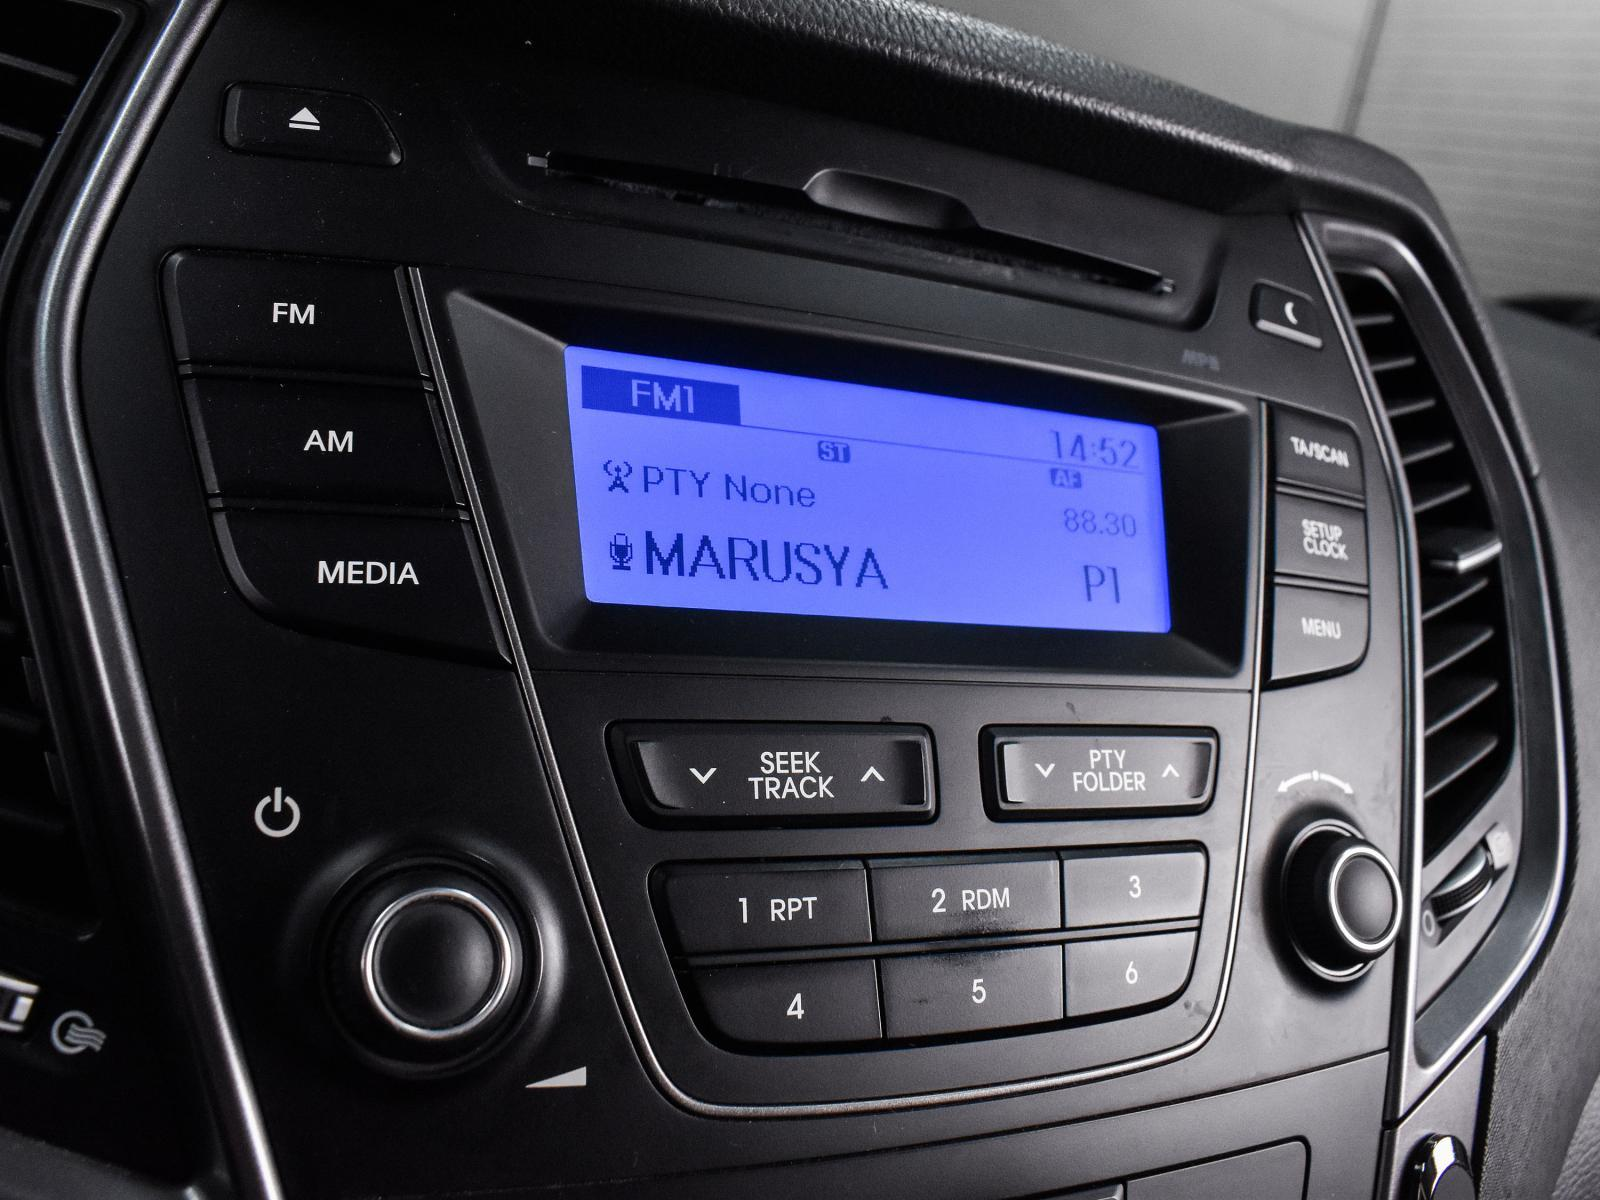 FM
AM
MEDIA
FM1
14:52
ST
AF
PTY None
88.30
MARUSYA
P1
MP3
TA/SCAN
SETUP
CLOCK
MENU
SEEK
TRACK
PTY
FOLDER
1 RPT
2 RDM
3
4
5
6